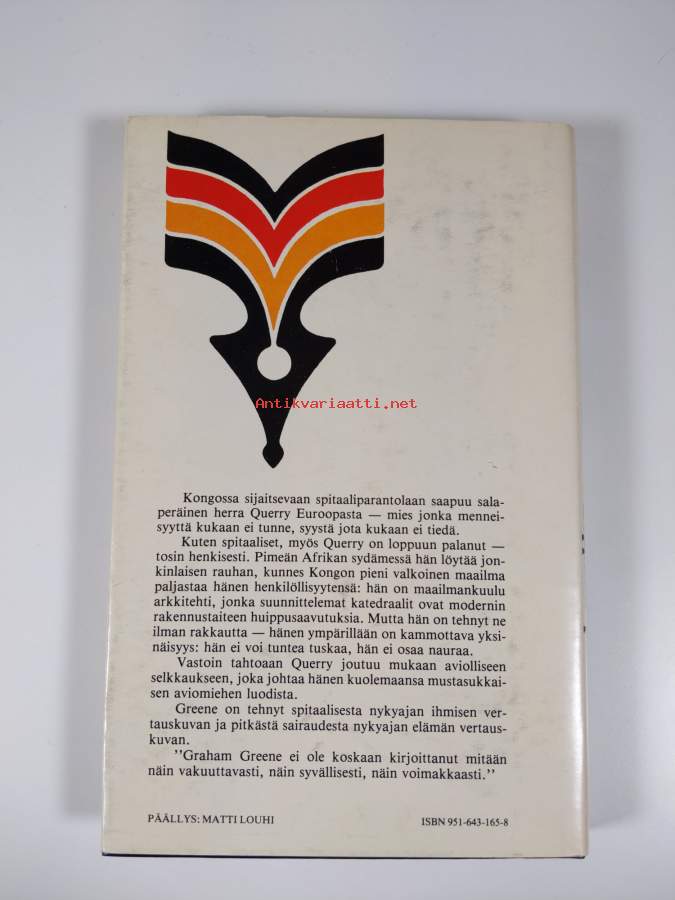 Antikvariaatti.net
Kongossa sijaitsevaan spitaaliparantolaan saapuu sala-
peräinen herra Querry Euroopasta — mies jonka mennei-
syyttä kukaan ei tunne, syystä jota kukaan ei tiedä.
Kuten spitaaliset, myös Querry on loppuun palanut —
tosin henkisesti. Pimeän Afrikan sydämessä hän löytää jon-
kinlaisen rauhan, kunnes Kongon pieni valkoinen maailma
paljastaa hänen henkilöllisyytensä: hän on maailmankuulu
arkkitehti, jonka suunnittelemat katedraalit ovat modernin
rakennustaiteen huippusaavutuksia. Mutta hän on tehnyt ne
ilman rakkautta — hänen ympärillään on kammottava yksi-
näisyys: hän ei voi tuntea tuskaa, hän ei osaa nauraa.
Vastoin tahtoaan Querry joutuu mukaan aviolliseen
selkkaukseen, joka johtaa hänen kuolemaansa mustasukkai-
sen aviomiehen luodista.
Greene on tehnyt spitaalisesta nykyajan ihmisen ver-
tauskuvan ja pitkästä sairaudesta nykyajan elämän vertaus-
kuvan.
''Graham Greene ei ole koskaan kirjoittanut mitään
näin vakuuttavasti, näin syvällisesti, näin voimakkaasti.''
PÄÄLLYS: MATTI LOUHI
ISBN 951-643-165-8